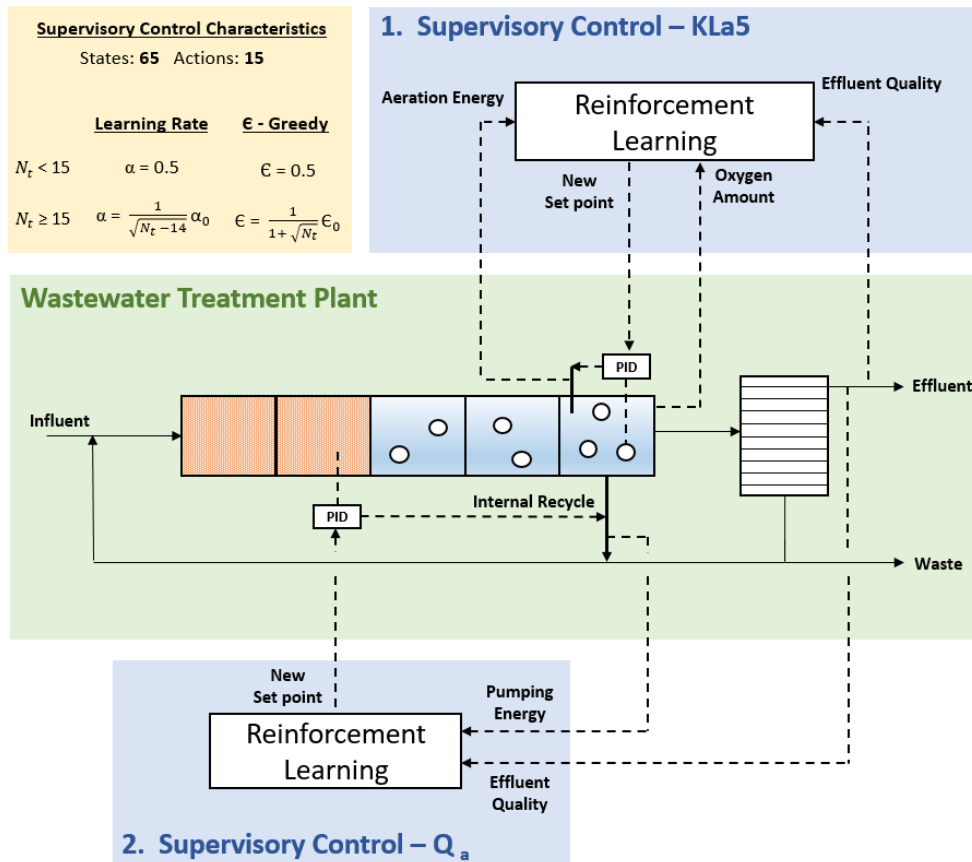 Supervisory Control Characteristics
States: 65 Actions: 15
Learning Rate Є - Greedy
N_t < 15 α = 0.5 Є = 0.5
N_t ≥ 15 α = 1/√(N_t −14) α₀ Є = 1/(1+ √N_t) Є₀
1. Supervisory Control – KLa5
Aeration Energy
Effluent Quality
Reinforcement
Learning
New
Set point
Oxygen
Amount
Wastewater Treatment Plant
PID
Influent
Effluent
PID
Internal Recycle
Waste
New
Set point
Pumping
Energy
Reinforcement
Learning
Effluent
Quality
2. Supervisory Control – Q a